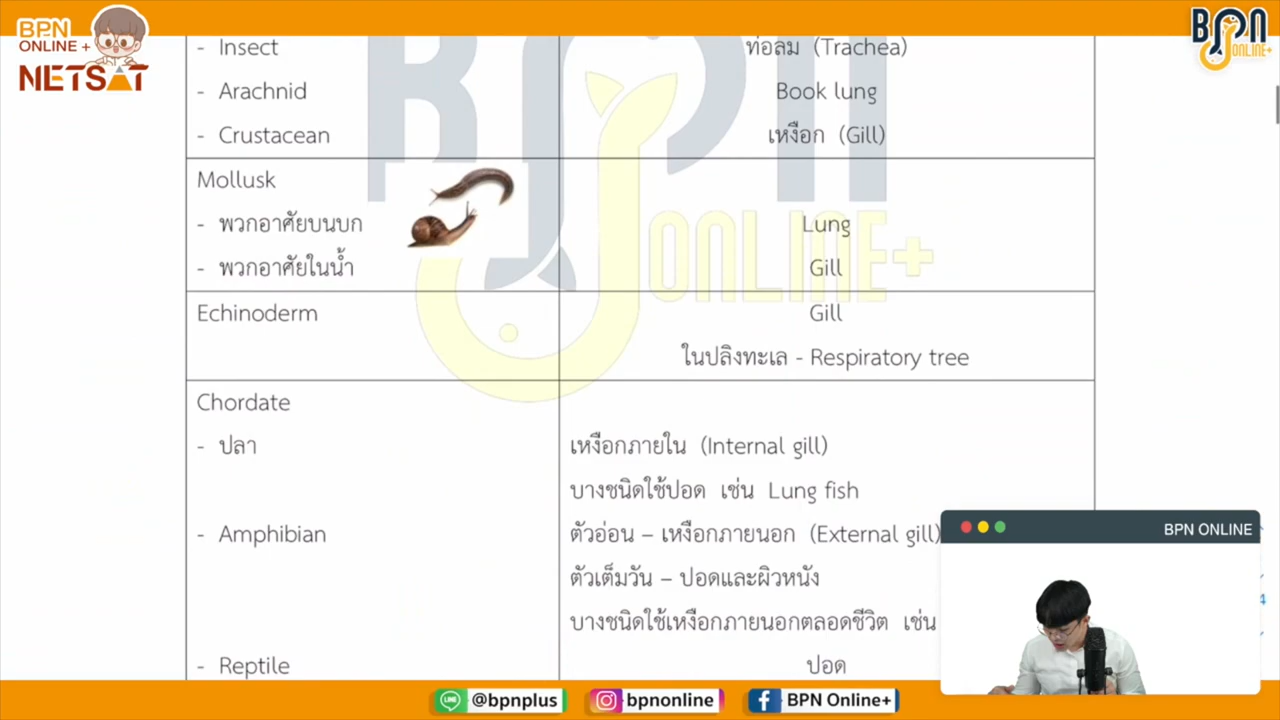 BPN
ONLINE +
NETSAT
BPN
ONLINE+
- Insect
ท่อลม (Trachea)
- Arachnid
Book lung
- Crustacean
เหงือก (Gill)
Mollusk
- พวกอาศัยบนบก
Lung
- พวกอาศัยในน้ำ
Gill
Echinoderm
Gill
ในปลิงทะเล - Respiratory tree
Chordate
- ปลา
เหงือกภายใน (Internal gill)
บางชนิดใช้ปอด เช่น Lung fish
- Amphibian
ตัวอ่อน – เหงือกภายนอก (External gill)
ตัวเต็มวัน – ปอดและผิวหนัง
บางชนิดใช้เหงือกภายนอกตลอดชีวิต เช่น
- Reptile
ปอด
BPN
ONLINE+
BPN ONLINE
4
@bpnplus
bpnonline
BPN Online+